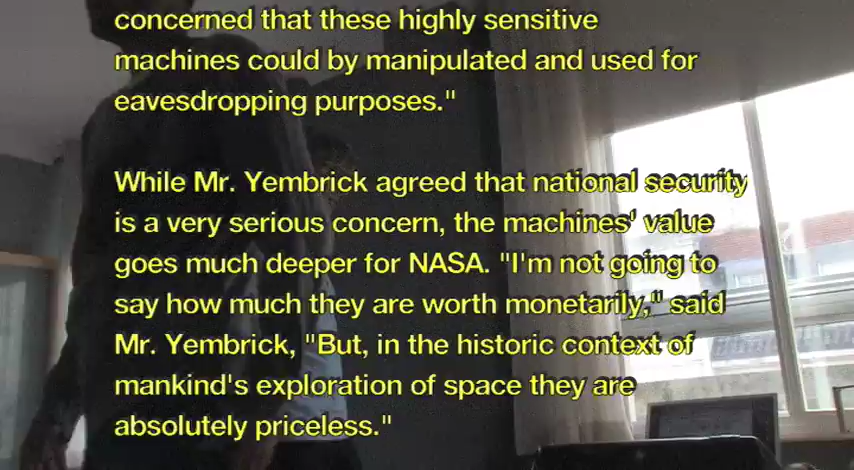 concerned that these highly sensitive
machines could by manipulated and used for
eavesdropping purposes."
While Mr. Yembrick agreed that national security
is a very serious concern, the machines' value
goes much deeper for NASA. "I'm not going to
say how much they are worth monetarily," said
Mr. Yembrick, "But, in the historic context of
mankind's exploration of space they are
absolutely priceless."